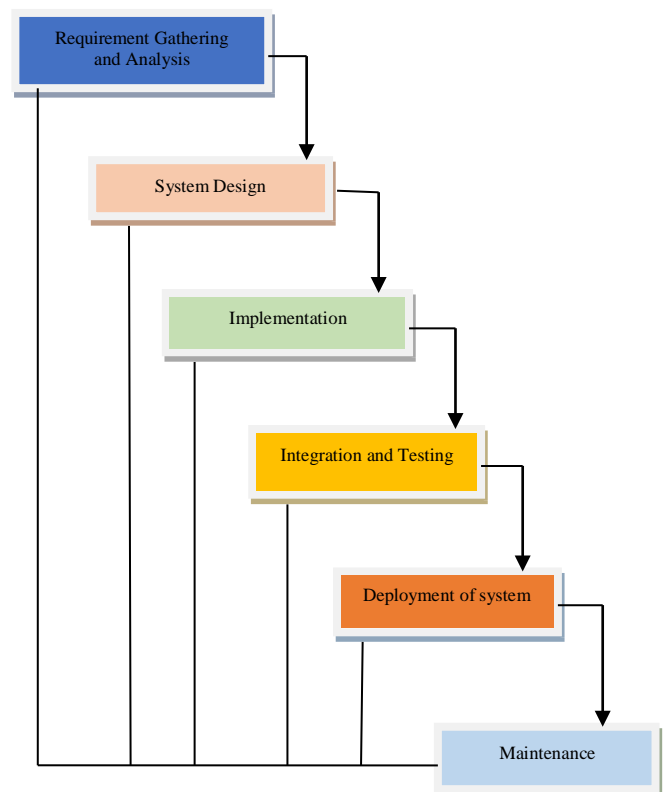 Requirement Gathering
and Analysis
System Design
Implementation
Integration and Testing
Deployment of system
Maintenance